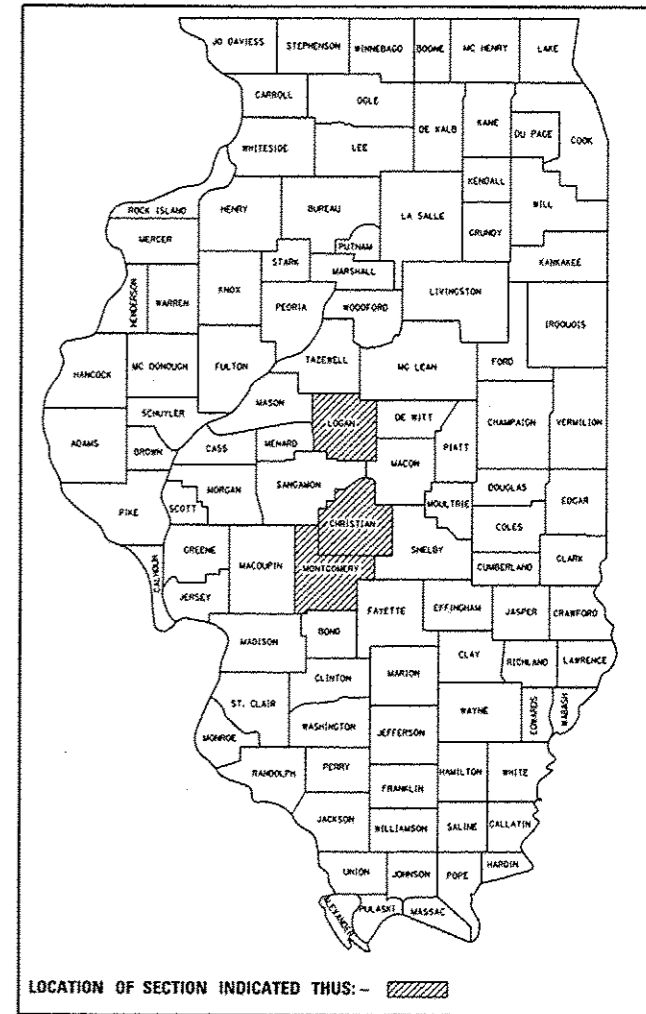 JO DAVIESS STEPHENSON WINNEBAGO BOONE MC HENRY LAKE
CARROLL OGLE
DE KALB KANE DU PAGE COOK
WHITESIDE LEE
KENDALL WILL
ROCK ISLAND HENRY BUREAU LA SALLE
GRUNDY
MERCER PUTNAM
STARK MARSHALL KANKAKEE
HENDERSON WARREN KNOX PEORIA WOODFORD LIVINGSTON
IROQUOIS
HANCOCK MC DONOUGH FULTON TAZEWELL MC LEAN FORD
MASON
SCHUYLER LOGAN DE WITT CHAMPAIGN VERMILION
ADAMS BROWN CASS MENARD PIATT
MACON
SANGAMON DOUGLAS
PIKE SCOTT MORGAN CHRISTIAN MOULTRIE EDGAR
COLES
GREENE MACOUPIN SHELBY
CALHOUN MONTGOMERY CUMBERLAND CLARK
JERSEY FAYETTE EFFINGHAM JASPER CRAWFORD
BOND
MADISON CLAY
RICHLAND LAWRENCE
CLINTON MARION
ST. CLAIR WAYNE EDWARDS WABASH
WASHINGTON JEFFERSON
MONROE
RANDOLPH PERRY HAMILTON WHITE
FRANKLIN
JACKSON WILLIAMSON SALINE GALLATIN
UNION JOHNSON POPE HARDIN
ALEXANDER PULASKI MASSAC
LOCATION OF SECTION INDICATED THUS: -